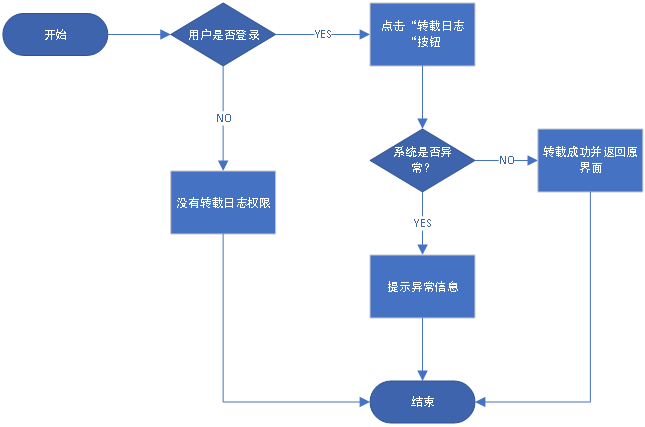 开始
用户是否登录
YES
点击“转载日志
“按钮
NO
系统是否异
常？
NO
转载成功并返回原
界面
没有转载日志权限
YES
提示异常信息
结束